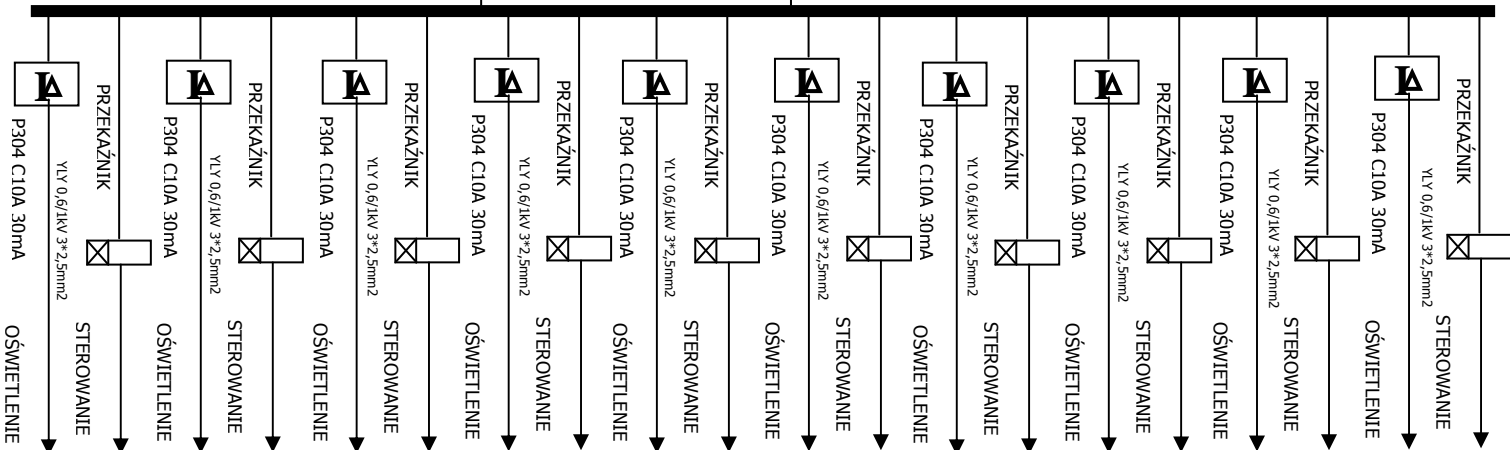 I∆
P304 C10A 30mA
YLY 0,6/1kV 3*2,5mm2
PRZEKAŹNIK
OŚWIETLENIE
STEROWANIE
I∆
P304 C10A 30mA
YLY 0,6/1kV 3*2,5mm2
PRZEKAŹNIK
OŚWIETLENIE
STEROWANIE
I∆
P304 C10A 30mA
YLY 0,6/1kV 3*2,5mm2
PRZEKAŹNIK
OŚWIETLENIE
STEROWANIE
I∆
P304 C10A 30mA
YLY 0,6/1kV 3*2,5mm2
PRZEKAŹNIK
OŚWIETLENIE
STEROWANIE
I∆
P304 C10A 30mA
YLY 0,6/1kV 3*2,5mm2
PRZEKAŹNIK
OŚWIETLENIE
STEROWANIE
I∆
P304 C10A 30mA
YLY 0,6/1kV 3*2,5mm2
PRZEKAŹNIK
OŚWIETLENIE
STEROWANIE
I∆
P304 C10A 30mA
YLY 0,6/1kV 3*2,5mm2
PRZEKAŹNIK
OŚWIETLENIE
STEROWANIE
I∆
P304 C10A 30mA
YLY 0,6/1kV 3*2,5mm2
PRZEKAŹNIK
OŚWIETLENIE
STEROWANIE
I∆
P304 C10A 30mA
YLY 0,6/1kV 3*2,5mm2
PRZEKAŹNIK
OŚWIETLENIE
STEROWANIE
I∆
P304 C10A 30mA
YLY 0,6/1kV 3*2,5mm2
PRZEKAŹNIK
OŚWIETLENIE
STEROWANIE